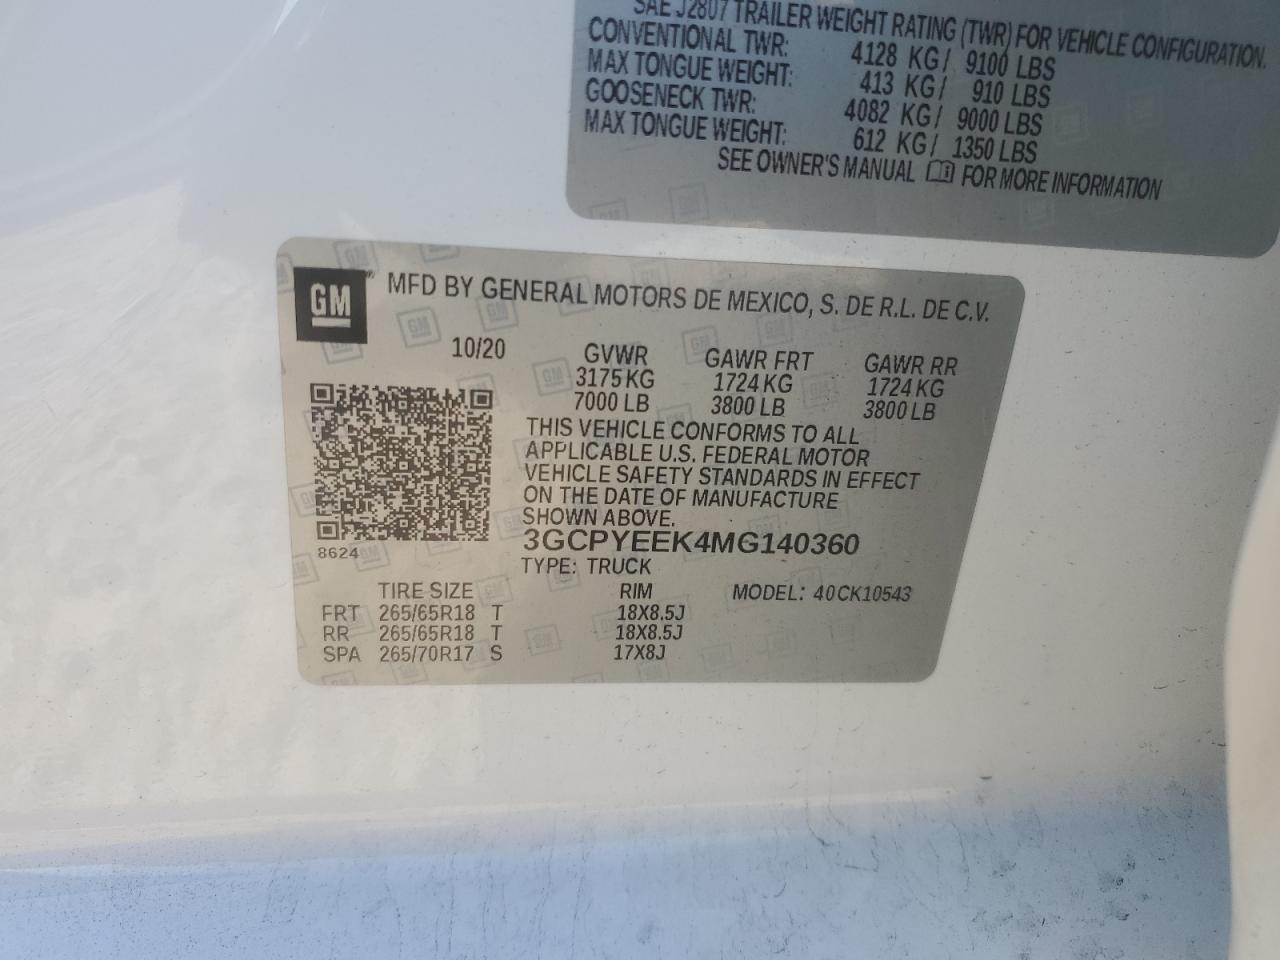 SAE J2807 TRAILER WEIGHT RATING (TWR) FOR VEHICLE CONFIGURATION.
CONVENTIONAL TWR: 4128 KG/ 9100 LBS
MAX TONGUE WEIGHT: 413 KG/ 910 LBS
GOOSENECK TWR: 4082 KG/ 9000 LBS
MAX TONGUE WEIGHT: 612 KG/ 1350 LBS
SEE OWNER'S MANUAL FOR MORE INFORMATION
GM
MFD BY GENERAL MOTORS DE MEXICO, S. DE R.L. DE C.V.
10/20 GVWR GAWR FRT GAWR RR
3175 KG 1724 KG 1724 KG
7000 LB 3800 LB 3800 LB
THIS VEHICLE CONFORMS TO ALL
APPLICABLE U.S. FEDERAL MOTOR
VEHICLE SAFETY STANDARDS IN EFFECT
ON THE DATE OF MANUFACTURE
SHOWN ABOVE.
8624
3GCPYEEK4MG140360
TYPE: TRUCK
TIRE SIZE RIM MODEL: 40CK10543
FRT 265/65R18 T 18X8.5J
RR 265/65R18 T 18X8.5J
SPA 265/70R17 S 17X8J